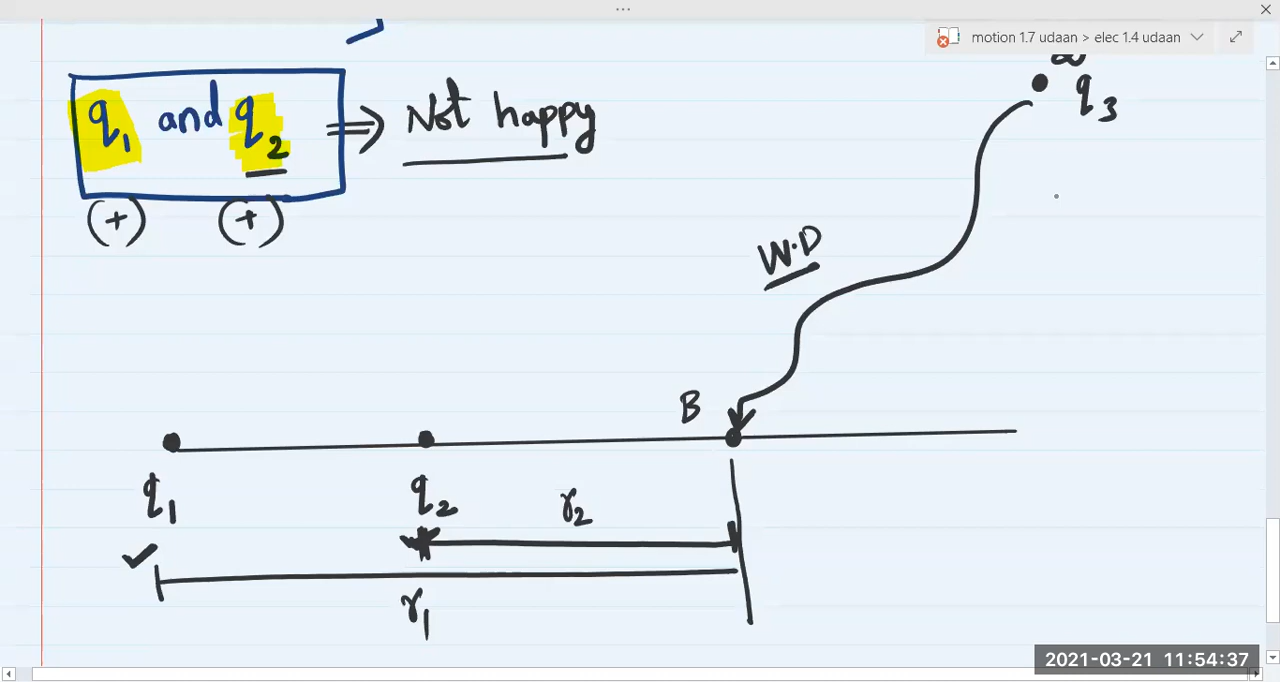 motion 1.7 udaan > elec 1.4 udaan
∞
q₁ and q₂ ⇒ Not happy
q₃
(+) (+)
W.D
B
q₁ q₂ r₂
r₁
2021-03-21 11:54:37